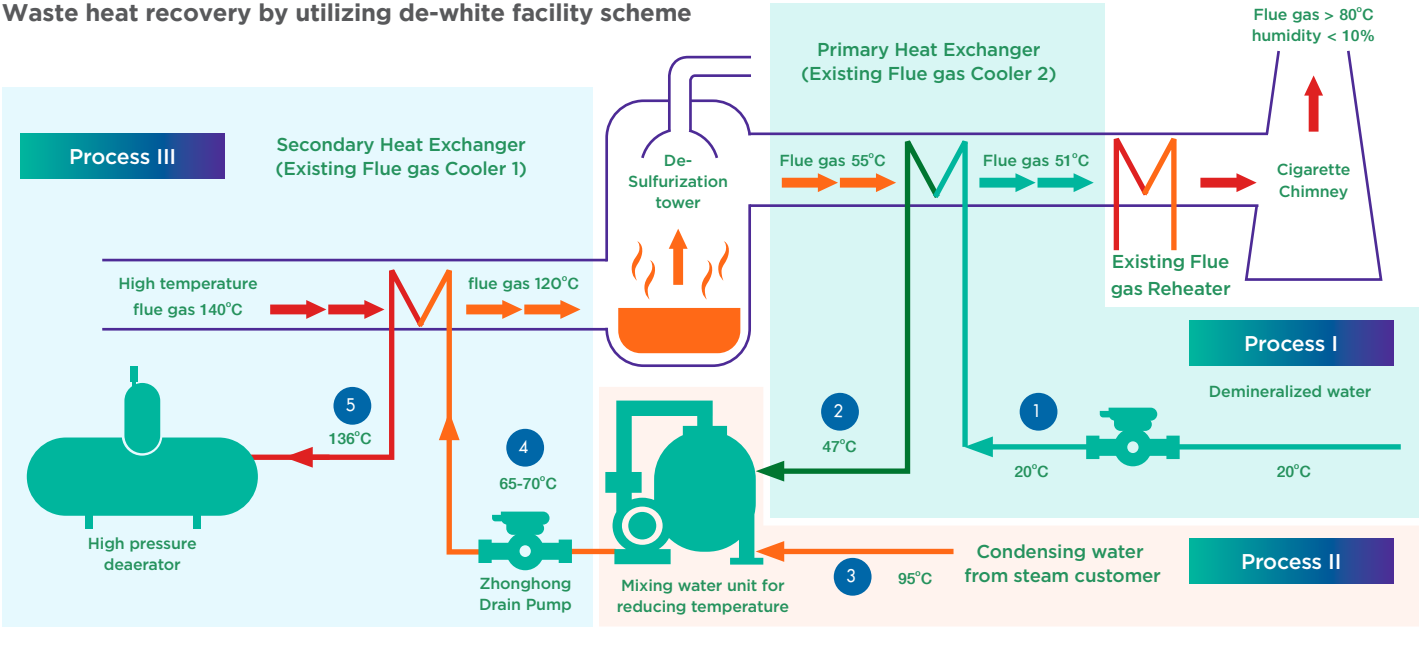 Waste heat recovery by utilizing de-white facility scheme
Flue gas > 80°C
humidity < 10%
Primary Heat Exchanger
(Existing Flue gas Cooler 2)
Process III
Secondary Heat Exchanger
(Existing Flue gas Cooler 1)
De-
Sulfurization
tower
Flue gas 55°C
Flue gas 51°C
Cigarette
Chimney
Existing Flue
gas Reheater
High temperature
flue gas 140°C
flue gas 120°C
Process I
Demineralized water
5
136°C
4
65-70°C
2
47°C
1
20°C
20°C
High pressure
deaerator
Zhonghong
Drain Pump
Mixing water unit for
reducing temperature
3
95°C
Condensing water
from steam customer
Process II